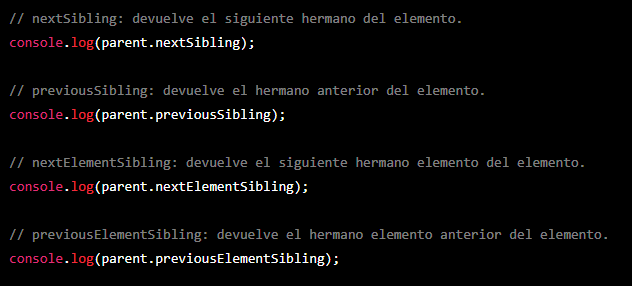 // nextSibling: devuelve el siguiente hermano del elemento.
console.log(parent.nextSibling);
// previousSibling: devuelve el hermano anterior del elemento.
console.log(parent.previousSibling);
// nextElementSibling: devuelve el siguiente hermano elemento del elemento.
console.log(parent.nextElementSibling);
// previousElementSibling: devuelve el hermano elemento anterior del elemento.
console.log(parent.previousElementSibling);